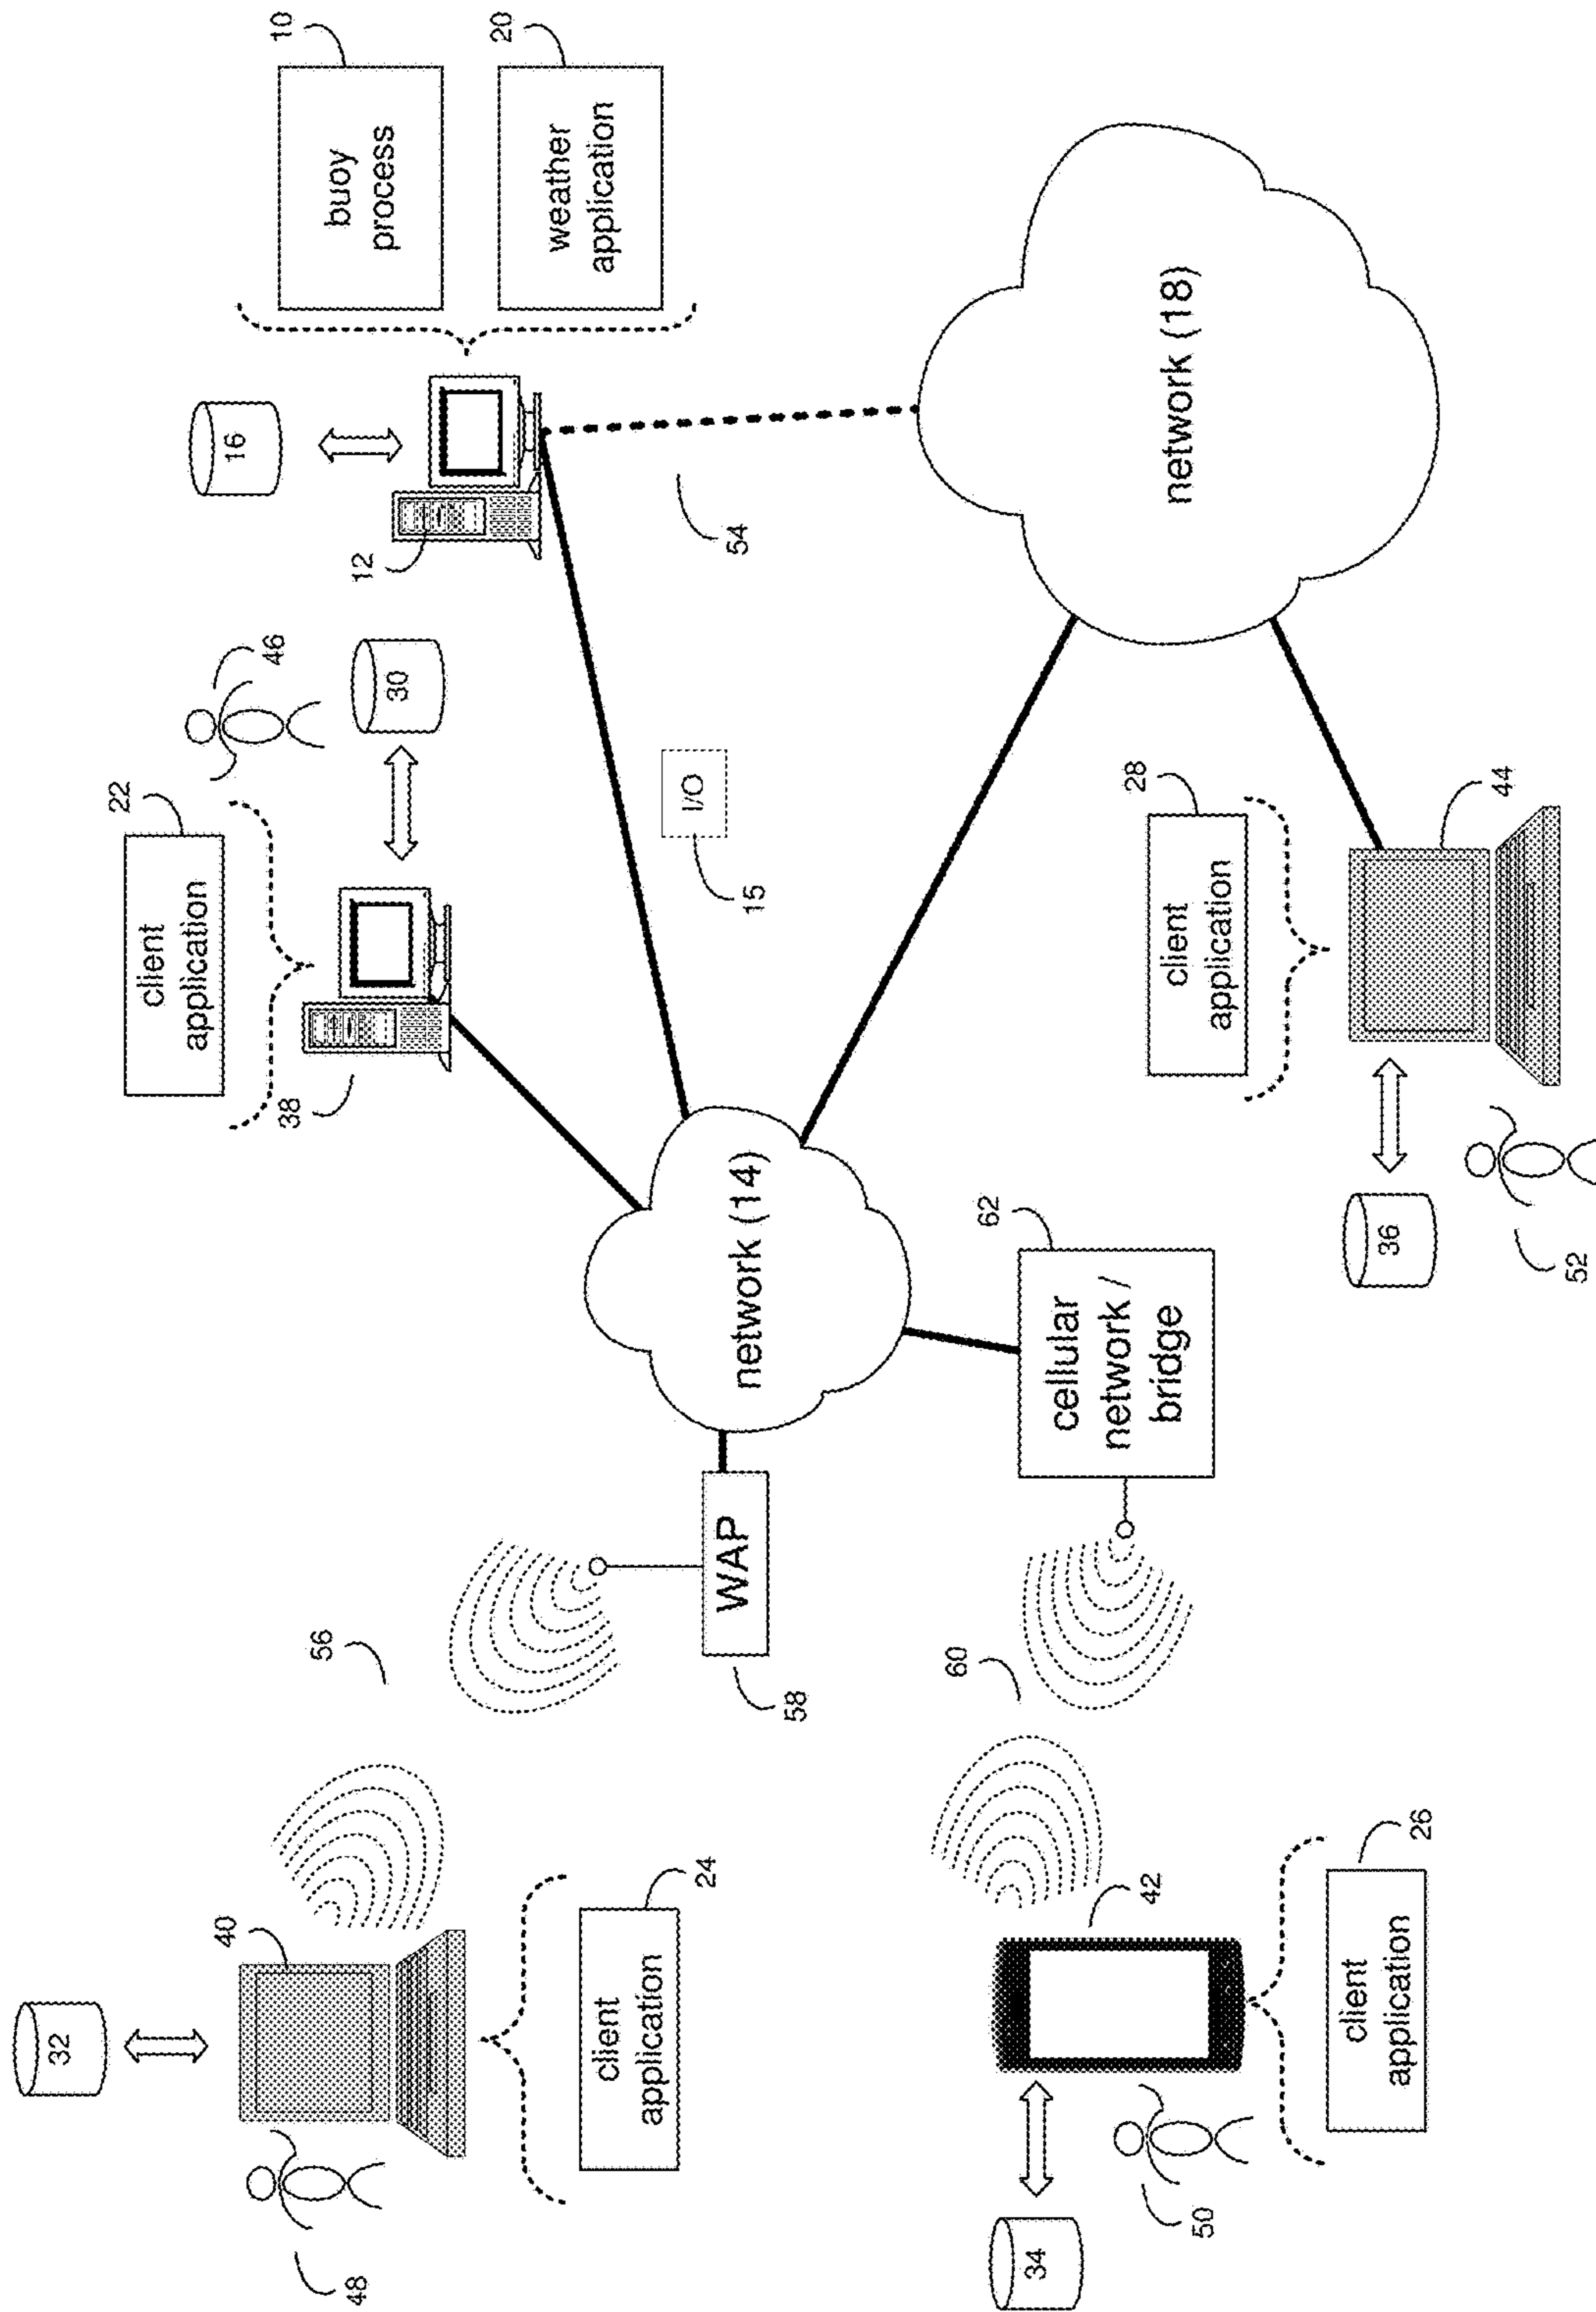 32
40
48
client
application
24
56
WAP
58
34
42
50
client
application
26
60
cellular
network /
bridge
62
network (14)
client
application
22
38
46
30
I/O
15
16
12
buoy
process
10
weather
application
20
54
network (18)
client
application
28
44
36
52